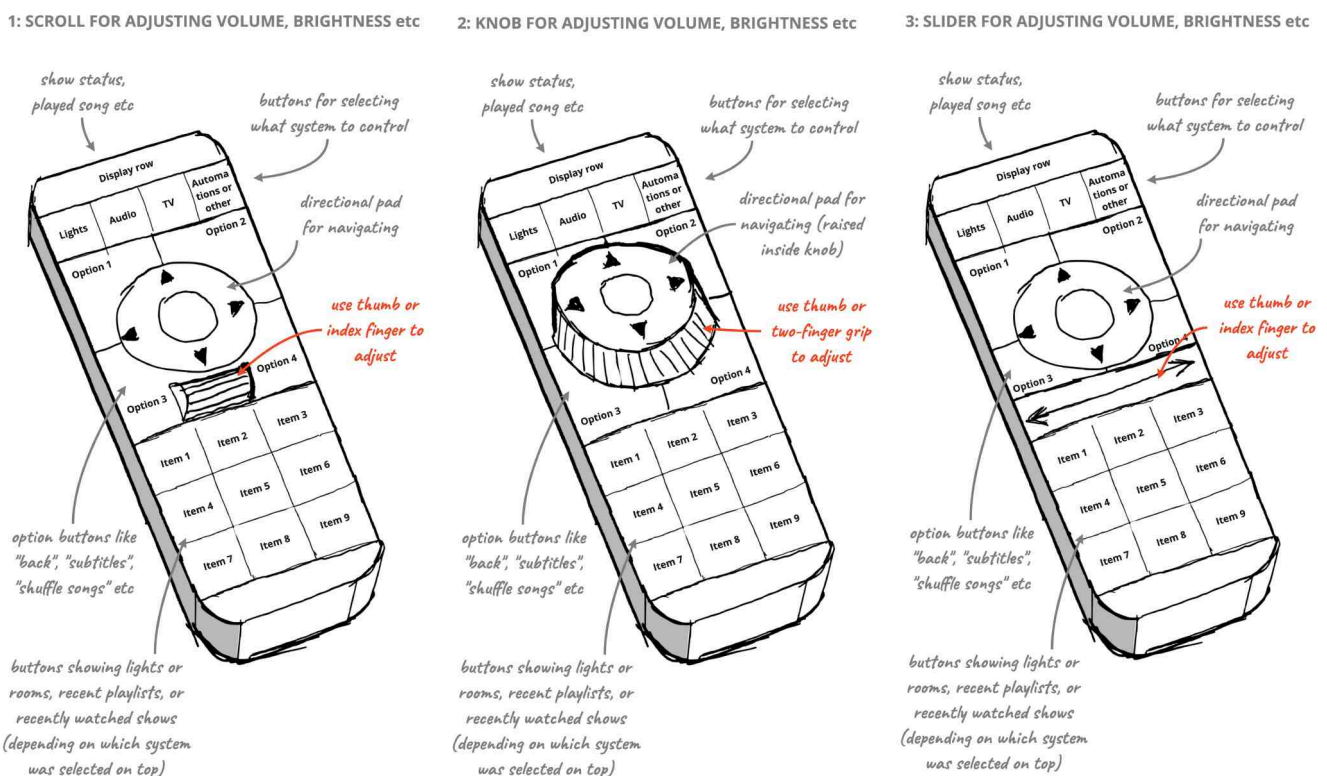 1: SCROLL FOR ADJUSTING VOLUME, BRIGHTNESS etc
show status,
played song etc
buttons for selecting
what system to control
directional pad
for navigating
use thumb or
index finger to
adjust
Display row
Lights
Audio
TV
Automa
tions or
other
Option 1
Option 2
Option 3
Option 4
Item 1
Item 2
Item 3
Item 4
Item 5
Item 6
Item 7
Item 8
Item 9
option buttons like
"back", "subtitles",
"shuffle songs" etc
buttons showing lights or
rooms, recent playlists, or
recently watched shows
(depending on which system
was selected on top)
2: KNOB FOR ADJUSTING VOLUME, BRIGHTNESS etc
show status,
played song etc
buttons for selecting
what system to control
directional pad for
navigating (raised
inside knob)
use thumb or
two-finger grip
to adjust
Display row
Lights
Audio
TV
Automa
tions or
other
Option 1
Option 2
Option 3
Option 4
Item 1
Item 2
Item 3
Item 4
Item 5
Item 6
Item 7
Item 8
Item 9
option buttons like
"back", "subtitles",
"shuffle songs" etc
buttons showing lights or
rooms, recent playlists, or
recently watched shows
(depending on which system
was selected on top)
3: SLIDER FOR ADJUSTING VOLUME, BRIGHTNESS etc
show status,
played song etc
buttons for selecting
what system to control
directional pad
for navigating
use thumb or
index finger to
adjust
Display row
Lights
Audio
TV
Automa
tions or
other
Option 1
Option 2
Option 3
Option 4
Item 1
Item 2
Item 3
Item 4
Item 5
Item 6
Item 7
Item 8
Item 9
option buttons like
"back", "subtitles",
"shuffle songs" etc
buttons showing lights or
rooms, recent playlists, or
recently watched shows
(depending on which system
was selected on top)